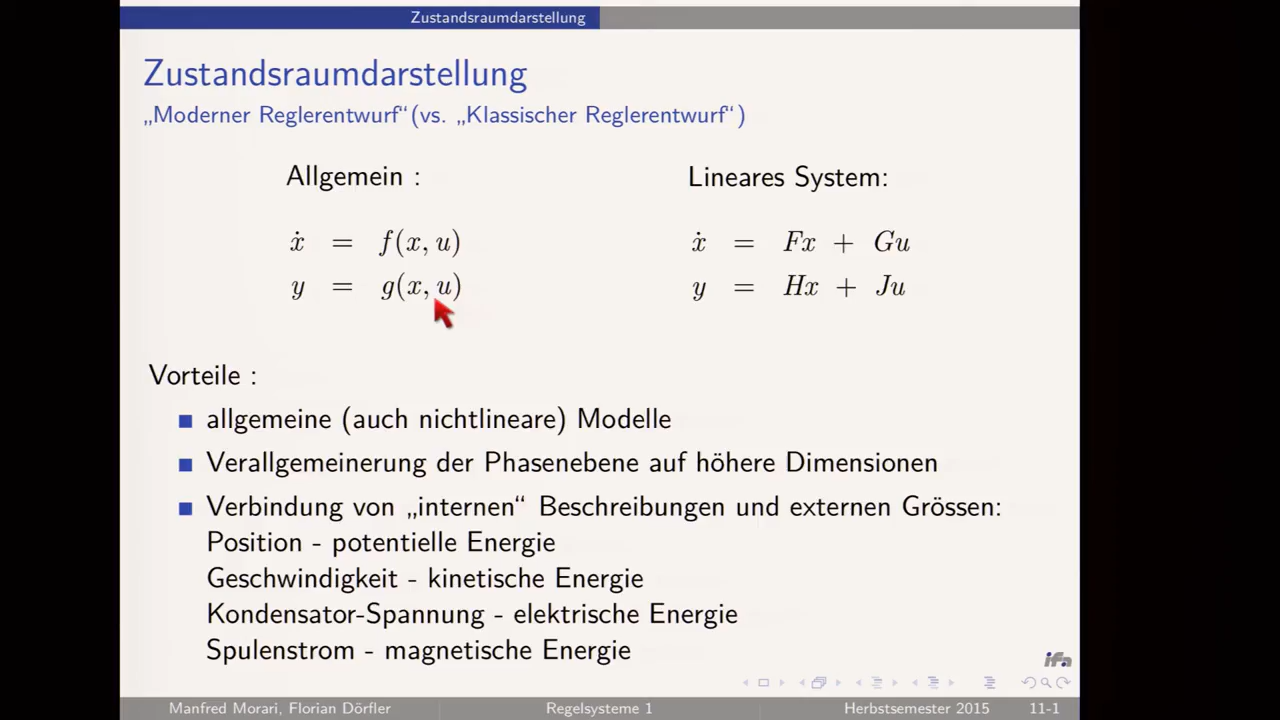 Zustandsraumdarstellung
Zustandsraumdarstellung
„Moderner Reglerentwurf“(vs. „Klassischer Reglerentwurf“)
Allgemein :
ẋ = f(x, u)
y = g(x, u)
Lineares System:
ẋ = Fx + Gu
y = Hx + Ju
Vorteile :
allgemeine (auch nichtlineare) Modelle
Verallgemeinerung der Phasenebene auf höhere Dimensionen
Verbindung von „internen“ Beschreibungen und externen Grössen:
Position - potentielle Energie
Geschwindigkeit - kinetische Energie
Kondensator-Spannung - elektrische Energie
Spulenstrom - magnetische Energie
ifa
Manfred Morari, Florian Dörfler Regelsysteme 1 Herbstsemester 2015 11-1